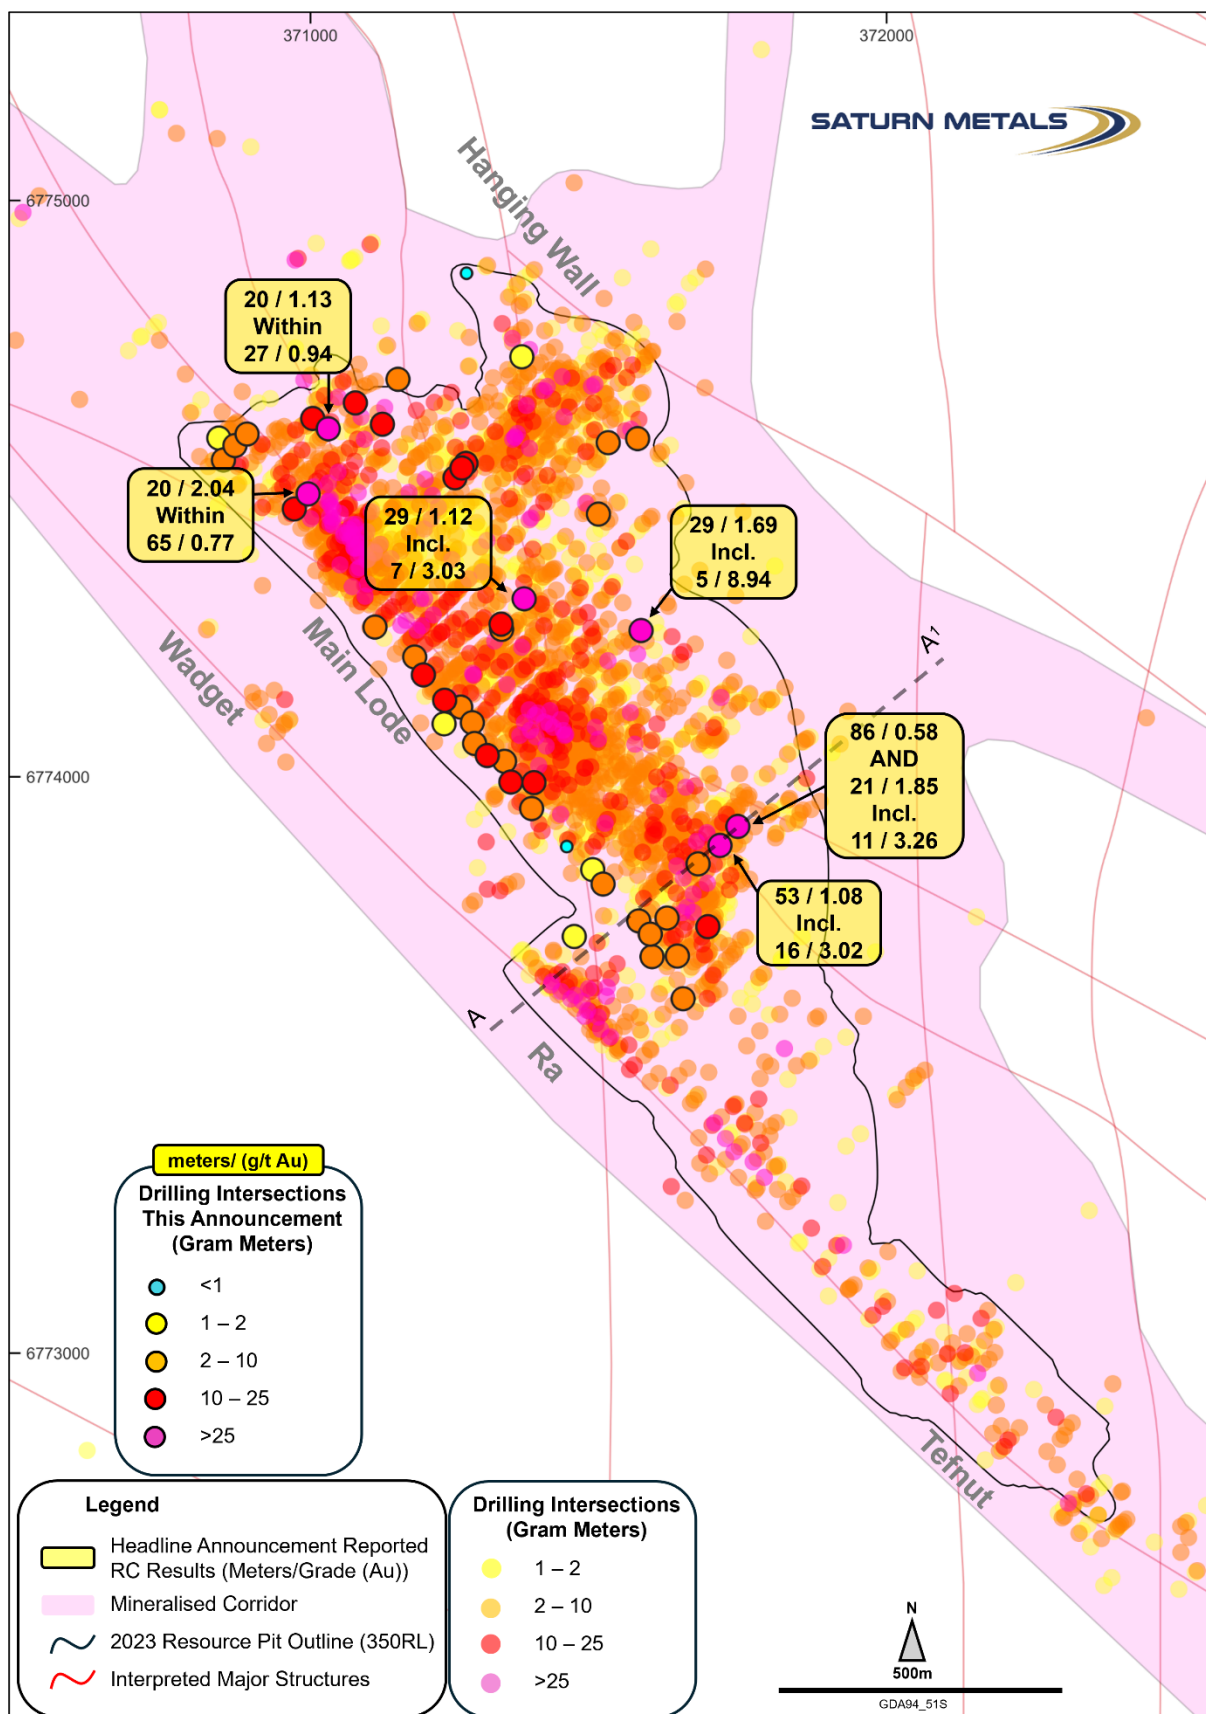 371000
372000
SATURN METALS
Hanging Wall
6775000
20 / 1.13
Within
27 / 0.94
20 / 2.04
Within
65 / 0.77
29 / 1.12
Incl.
7 / 3.03
29 / 1.69
Incl.
5 / 8.94
A¹
Wadget
Main Lode
86 / 0.58
AND
21 / 1.85
Incl.
11 / 3.26
6774000
53 / 1.08
Incl.
16 / 3.02
A
Ra
meters/ (g/t Au)
Drilling Intersections
This Announcement
(Gram Meters)
<1
1 – 2
2 – 10
10 – 25
>25
6773000
Tefnut
Legend
Headline Announcement Reported
RC Results (Meters/Grade (Au))
Mineralised Corridor
2023 Resource Pit Outline (350RL)
Interpreted Major Structures
Drilling Intersections
(Gram Meters)
1 – 2
2 – 10
10 – 25
>25
N
500m
GDA94_51S